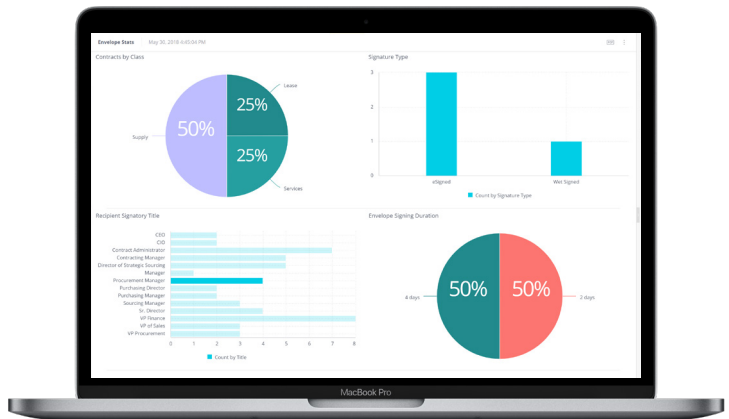 Envelope Stats May 30, 2018 6:45:04 PM
Contracts by Class
50%
25%
25%
Supply
Lease
Services
Signature Type
3
2
1
0
eSigned
Wet Signed
Count by Signature Type
Recipient Signatory Title
CEO
CIO
Contract Administrator
Contracting Manager
Director of Strategic Sourcing
Manager
Procurement Manager
Purchasing Director
Purchasing Manager
Sourcing Manager
Sr. Director
VP Finance
VP of Sales
VP Procurement
0 1 2 3 4 5 6 7 8
Count by Title
Envelope Signing Duration
4 days
50%
50%
MacBook Pro